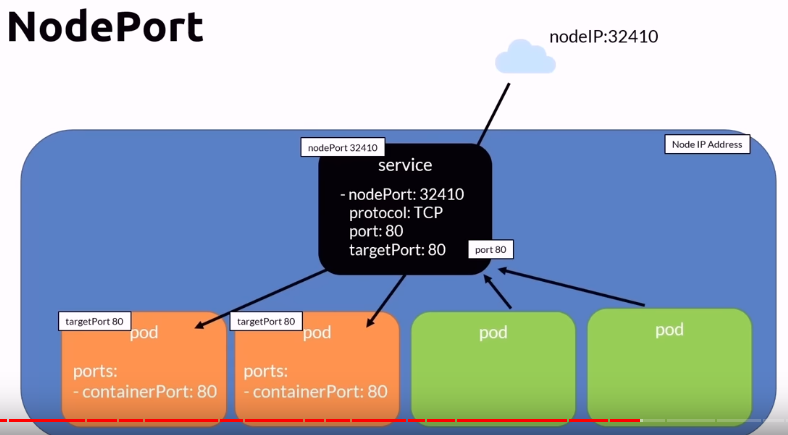 NodePort
nodeIP:32410
nodePort 32410
Node IP Address
service
- nodePort: 32410
protocol: TCP
port: 80
targetPort: 80
port 80
targetPort 80
pod
ports:
- containerPort: 80
targetPort 80
pod
ports:
- containerPort: 80
pod
pod